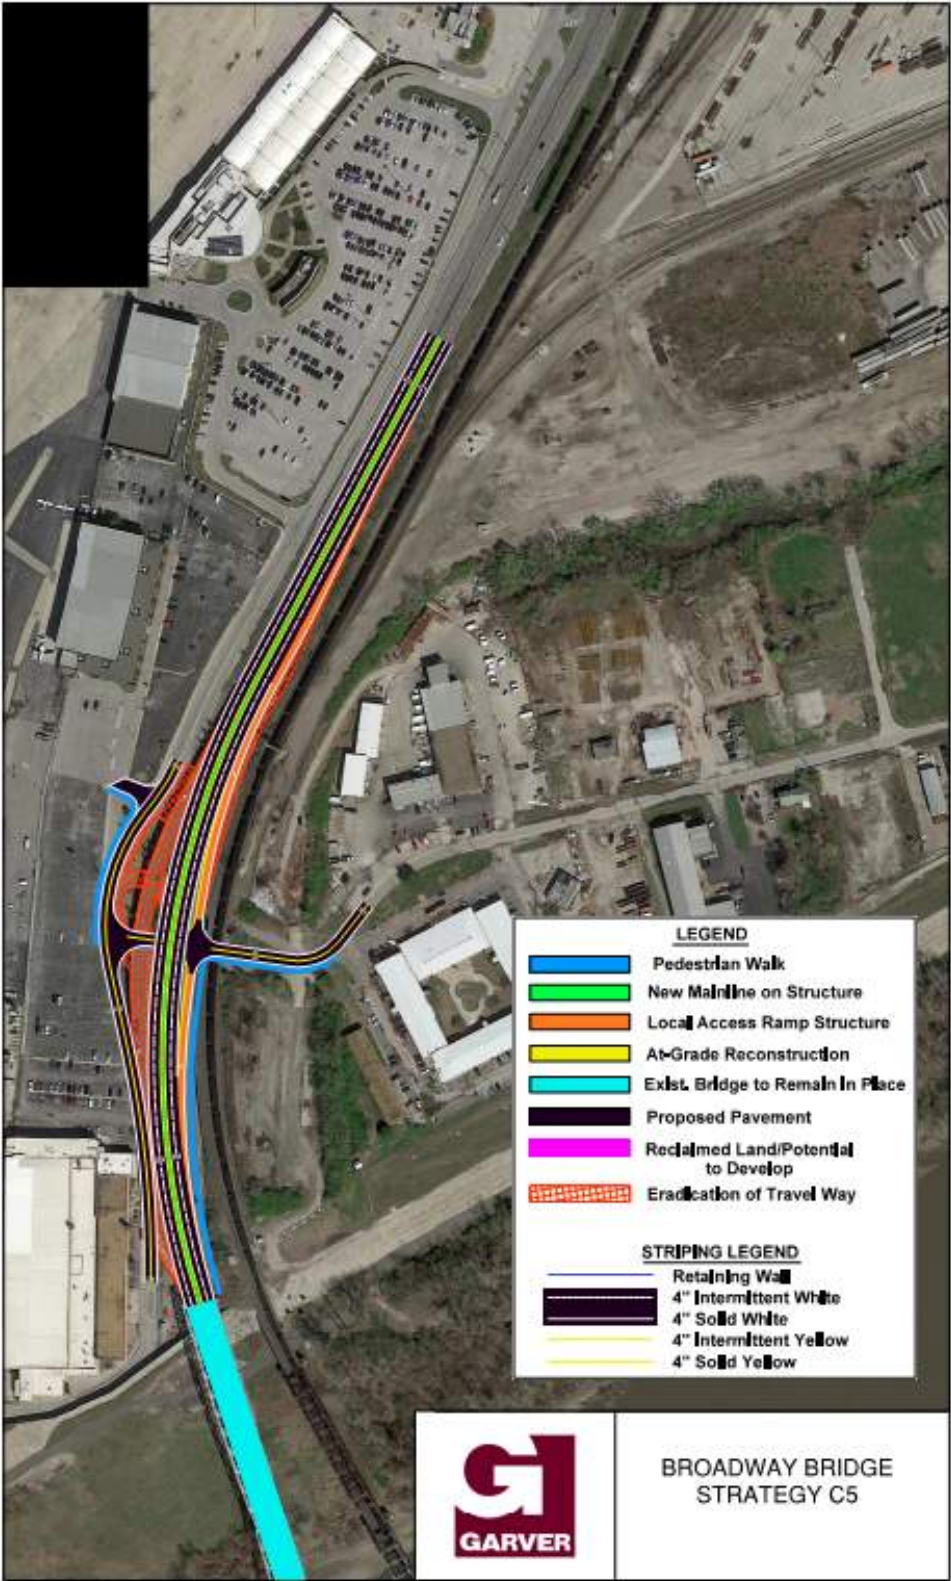 LEGEND
Pedestrian Walk
New Mainline on Structure
Local Access Ramp Structure
At-Grade Reconstruction
Exist. Bridge to Remain In Place
Proposed Pavement
Reclaimed Land/Potential
to Develop
Eradication of Travel Way
STRIPING LEGEND
Retaining Wall
4" Intermittent White
4" Solid White
4" Intermittent Yellow
4" Solid Yellow
GARVER
BROADWAY BRIDGE
STRATEGY C5